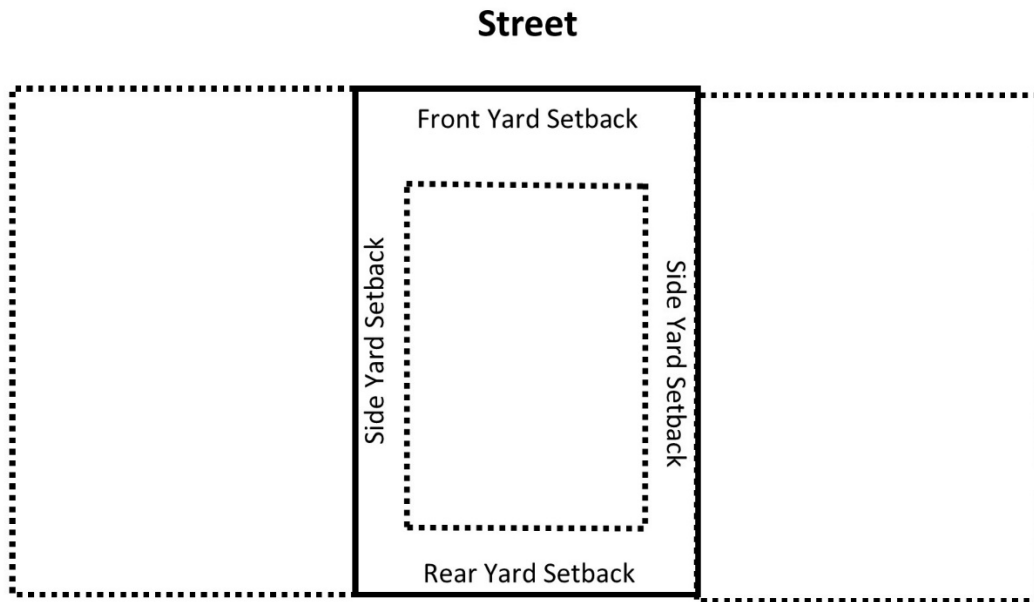 Street
Front Yard Setback
Side Yard Setback
Side Yard Setback
Rear Yard Setback